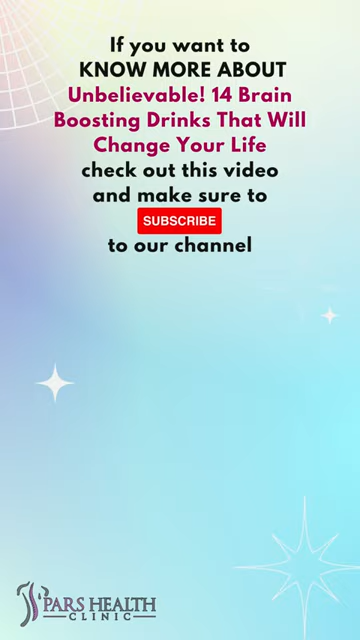 If you want to
KNOW MORE ABOUT
Unbelievable! 14 Brain
Boosting Drinks That Will
Change Your Life
check out this video
and make sure to
SUBSCRIBE
to our channel
PARS HEALTH
CLINIC